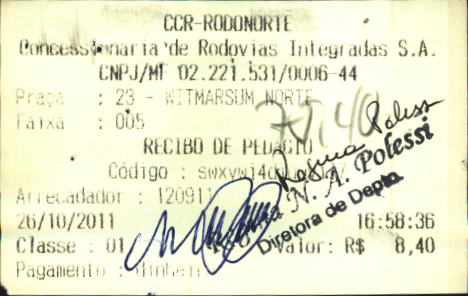 CCR-RODONORTE
Concessionaria de Rodovias Integradas S.A.
CNPJ/MF 02.221.531/0006-44
Praça : 23 - WITMARSUM NORTE
Faixa : 005
RECIBO DE PEDAGIO
Código :
Arrecadador : 120911
N. A. Polessi
Diretora de Depto.
26/10/2011 16:58:36
Classe : 01 Valor: R$ 8,40
Pagamento : dinheiro